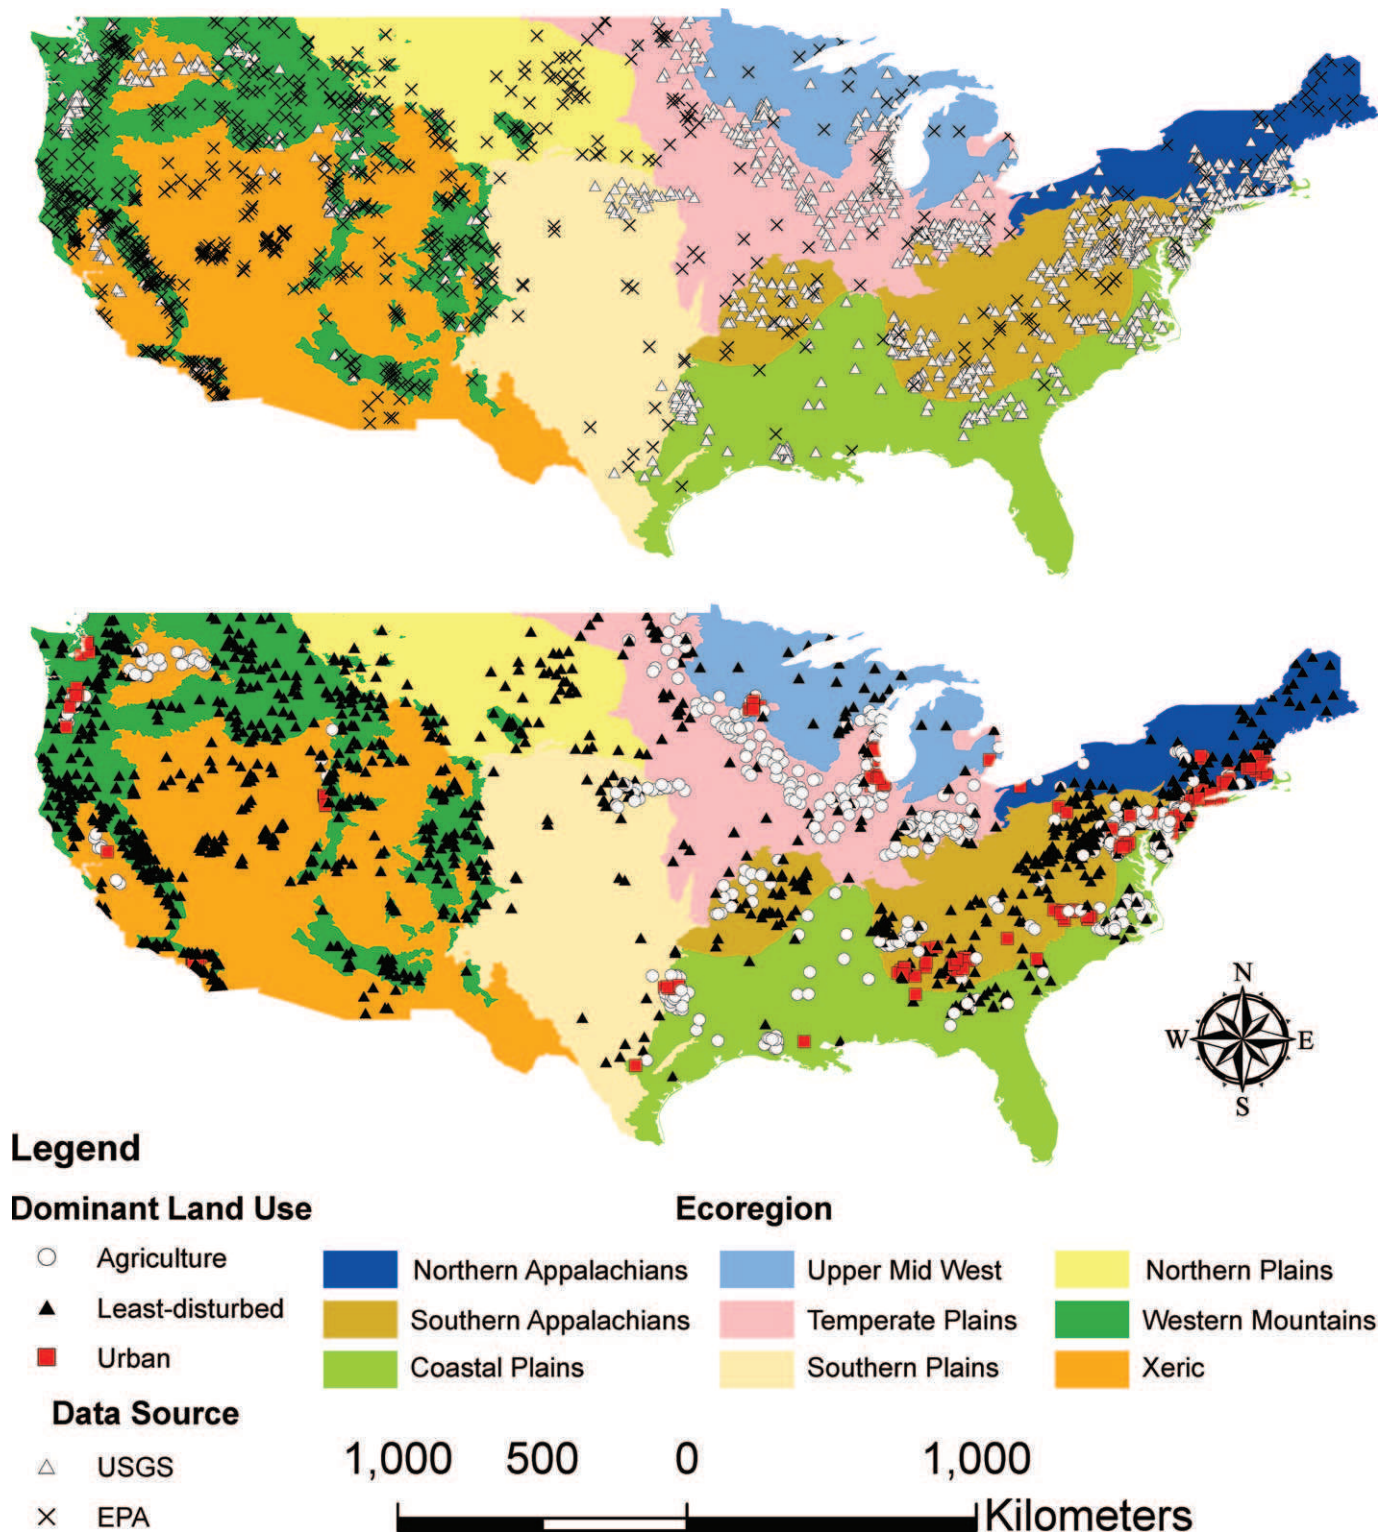 N
W E
S
Legend
Dominant Land Use
Agriculture
Least-disturbed
Urban
Data Source
USGS
EPA
Ecoregion
Northern Appalachians
Southern Appalachians
Coastal Plains
Upper Mid West
Temperate Plains
Southern Plains
Northern Plains
Western Mountains
Xeric
1,000 500 0 1,000
Kilometers